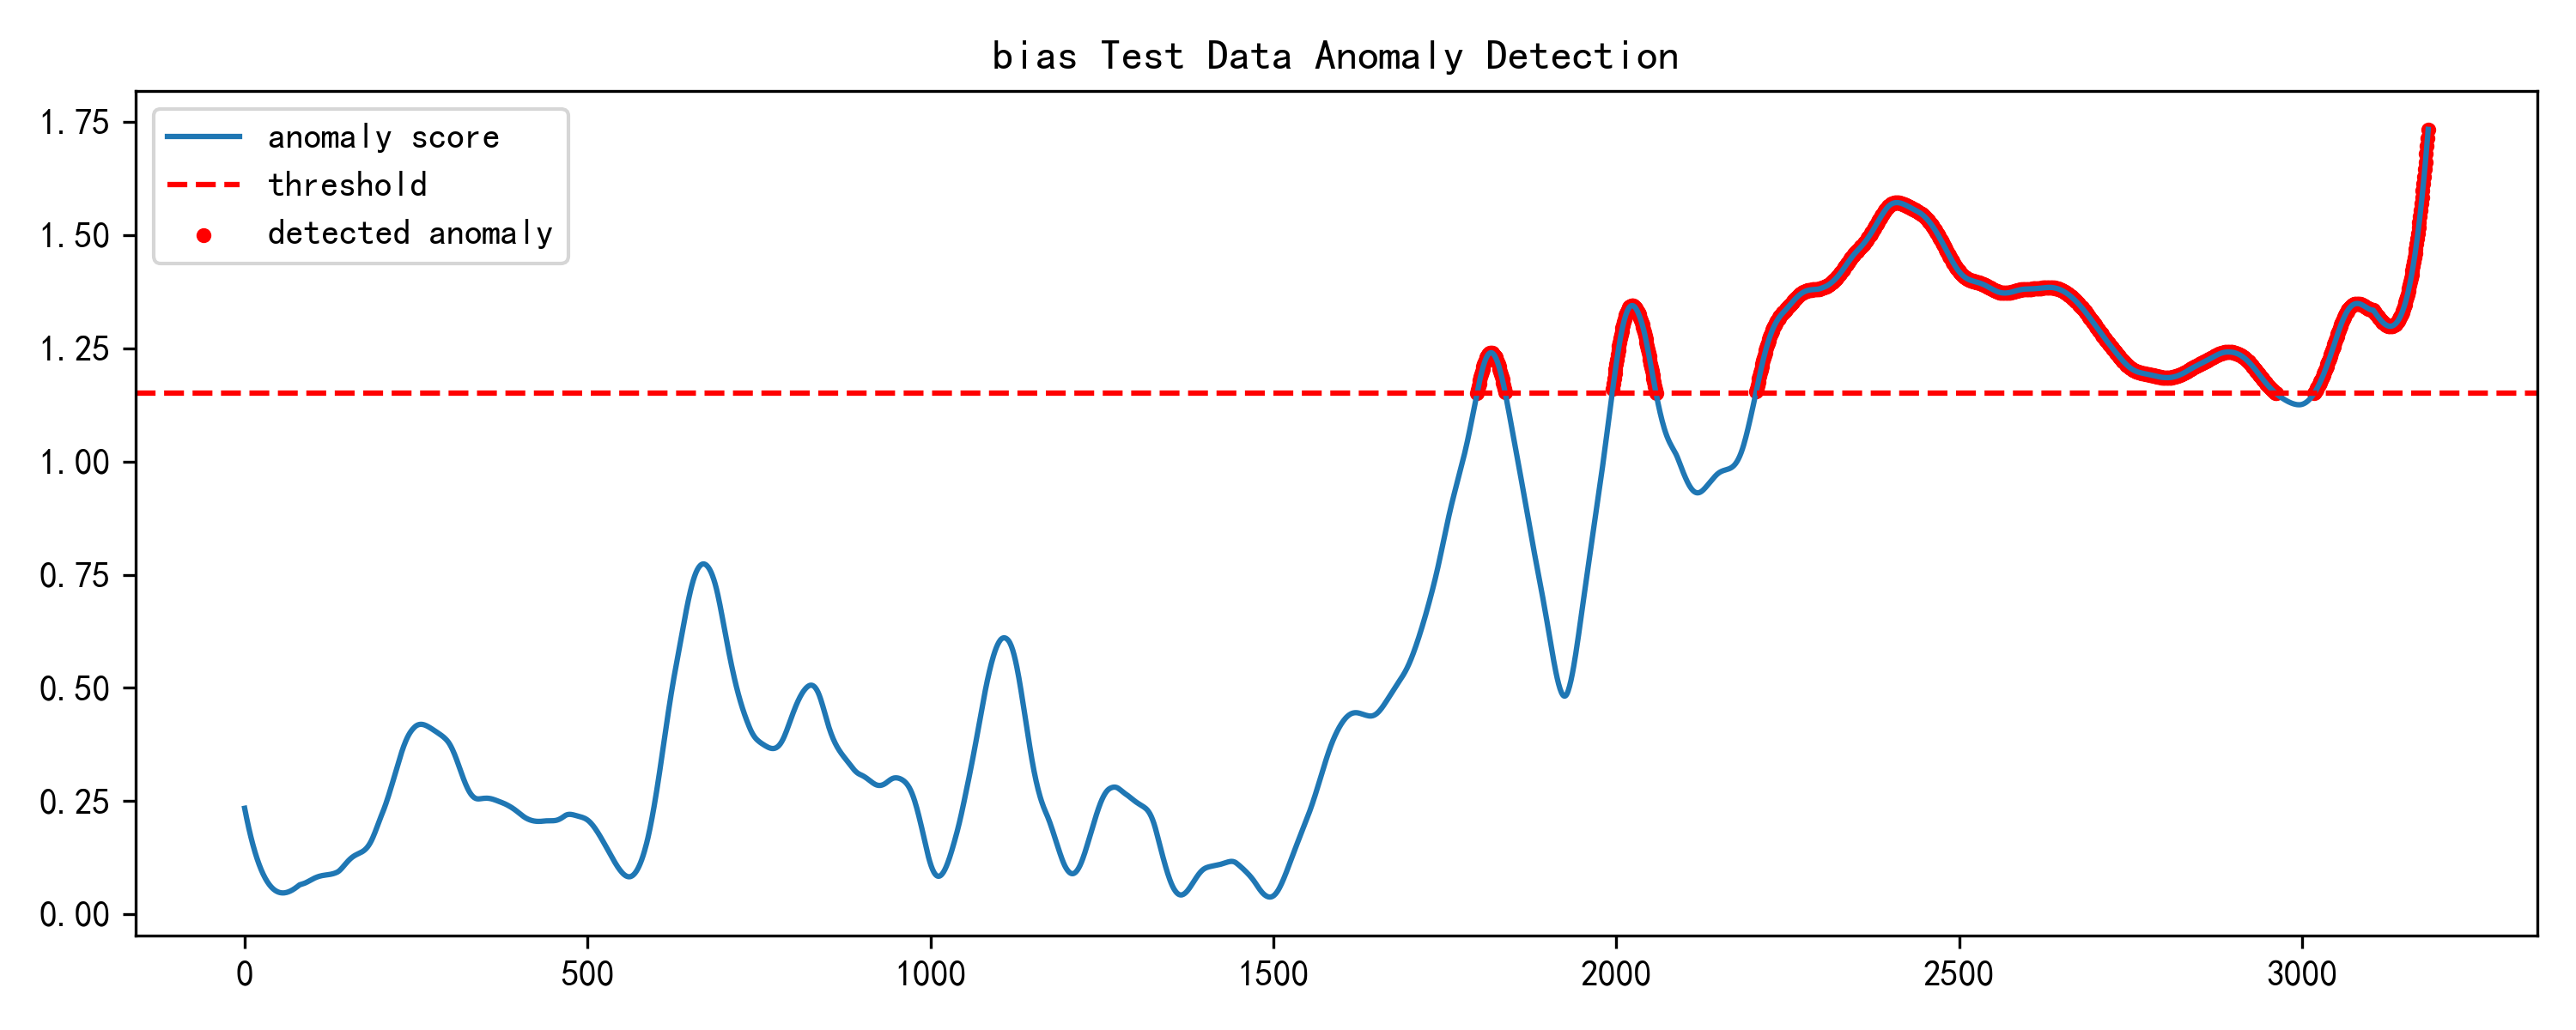 bias Test Data Anomaly Detection
anomaly score
threshold
detected anomaly
1.75
1.50
1.25
1.00
0.75
0.50
0.25
0.00
0 500 1000 1500 2000 2500 3000